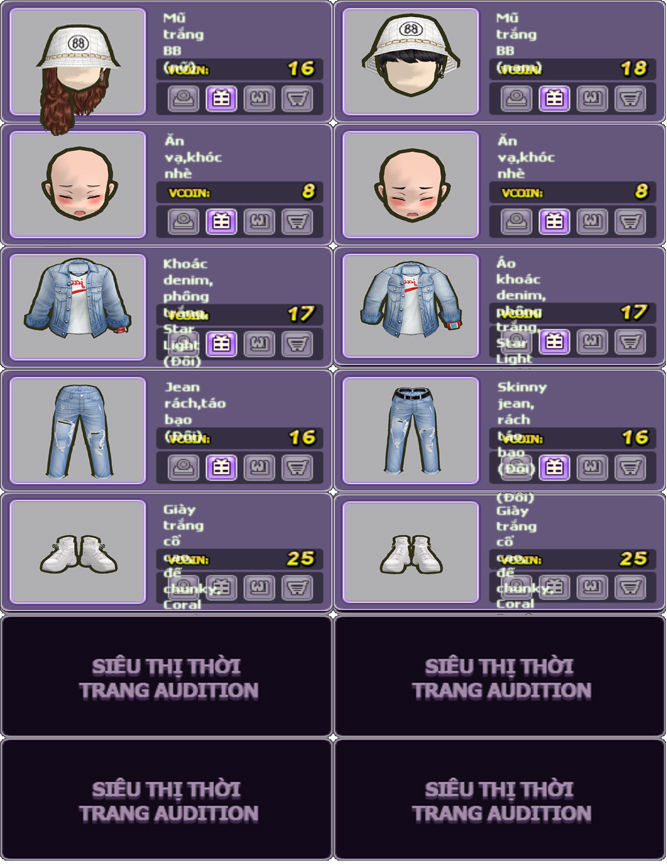 BB
Mũ
trắng
BB
(nữ)
VCOIN:
16
BB
Mũ
trắng
BB
(nam)
VCOIN:
18
Ăn
vạ,khóc
nhè
VCOIN:
8
Ăn
vạ,khóc
nhè
VCOIN:
8
Khoác
denim,
phông
trắng,
Star
Light
(Đôi)
VCOIN:
17
Áo
khoác
denim,
phông
trắng,
Star
Light
VCOIN:
17
Jean
rách,táo
bạo
(Đôi)
VCOIN:
16
Skinny
jean,
rách
táo
bạo
(Đôi)
VCOIN:
16
Giày
trắng
cổ
cao,
đế
chunky,
Coral
VCOIN:
25
(Đôi)
Giày
trắng
cổ
cao,
đế
chunky,
Coral
VCOIN:
25
SIÊU THỊ THỜI
TRANG AUDITION
SIÊU THỊ THỜI
TRANG AUDITION
SIÊU THỊ THỜI
TRANG AUDITION
SIÊU THỊ THỜI
TRANG AUDITION